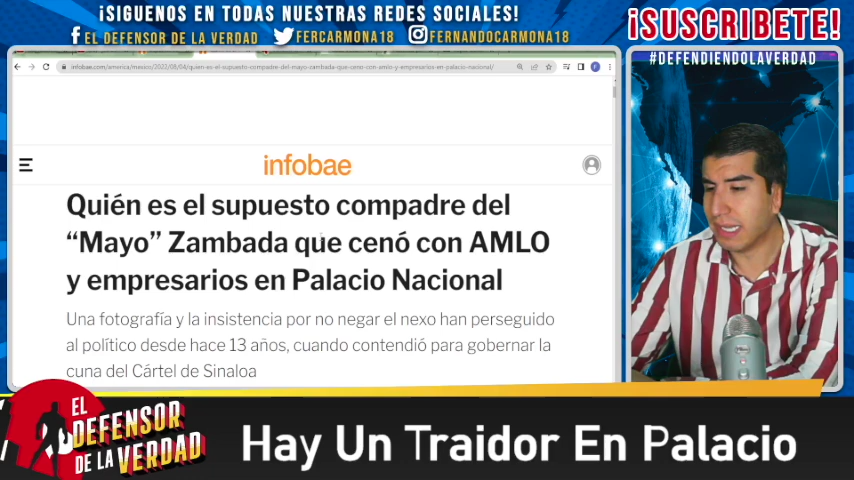 ¡SIGUENOS EN TODAS NUESTRAS REDES SOCIALES!
EL DEFENSOR DE LA VERDAD FERCARMONA18 FERNANDOCARMONA18
¡SUSCRIBETE!
#DEFENDIENDOLAVERDAD
infobae.com/america/mexico/2022/09/04/quien-es-el-supuesto-compadre-del-mayo-zambada-que-ceno-con-amlo-y-empresarios-en-palacio-nacional/
infobae
Quién es el supuesto compadre del
“Mayo” Zambada que cenó con AMLO
y empresarios en Palacio Nacional
Una fotografía y la insistencia por no negar el nexo han perseguido
al político desde hace 13 años, cuando contendió para gobernar la
cuna del Cártel de Sinaloa
EL
DEFENSOR
DE LA VERDAD
Hay Un Traidor En Palacio